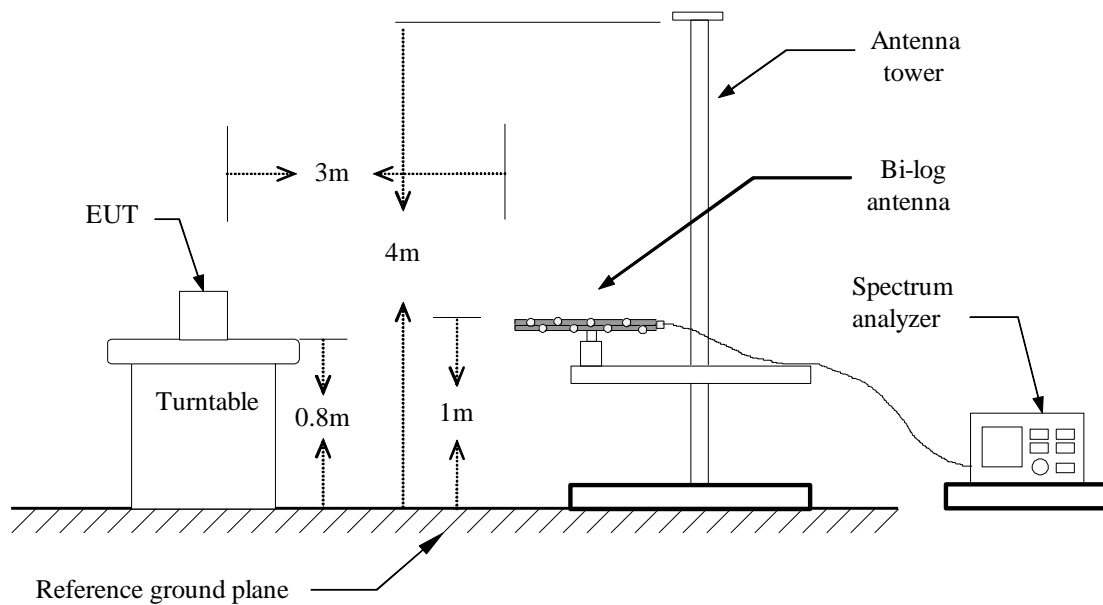 Antenna
tower
3m
Bi-log
antenna
EUT
4m
Spectrum
analyzer
Turntable
0.8m
1m
Reference ground plane